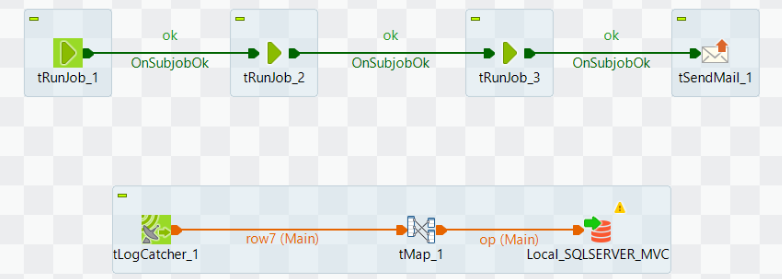 ok ok ok
OnSubjobOk OnSubjobOk OnSubjobOk
tRunJob_1 tRunJob_2 tRunJob_3 tSendMail_1
row7 (Main) op (Main)
tLogCatcher_1 tMap_1 Local_SQLSERVER_MVC